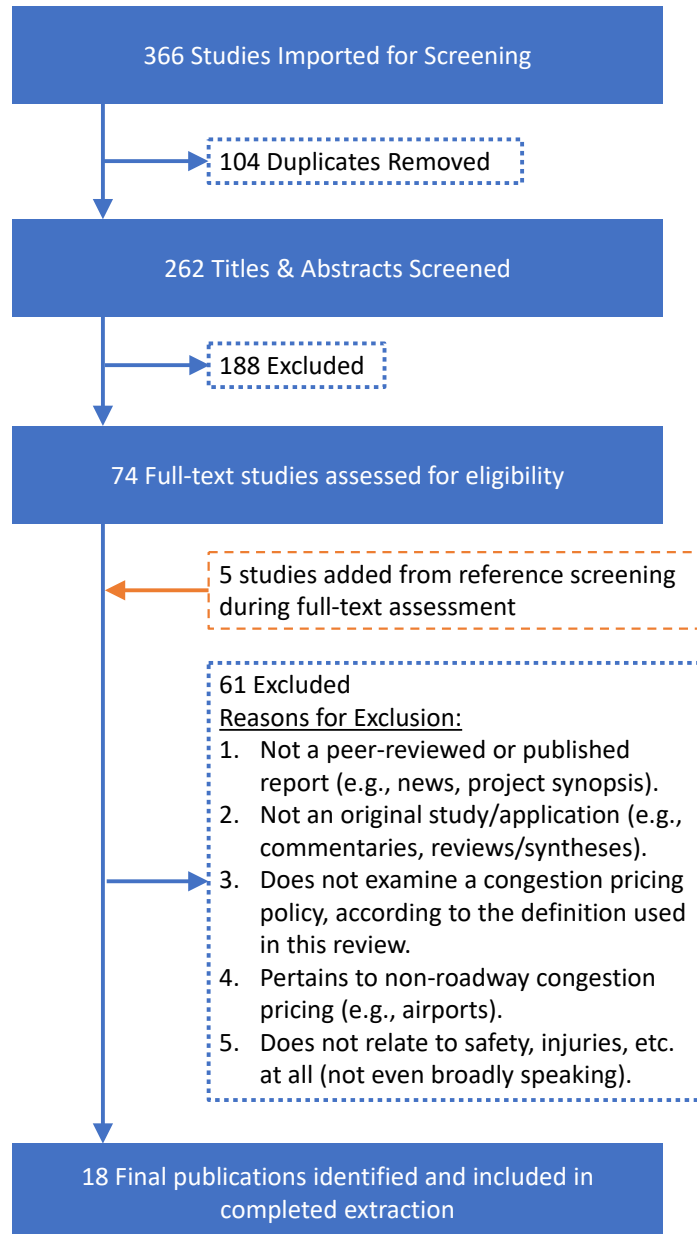 366 Studies Imported for Screening
104 Duplicates Removed
262 Titles & Abstracts Screened
188 Excluded
74 Full-text studies assessed for eligibility
5 studies added from reference screening
during full-text assessment
61 Excluded
Reasons for Exclusion:
1. Not a peer-reviewed or published
report (e.g., news, project synopsis).
2. Not an original study/application (e.g.,
commentaries, reviews/syntheses).
3. Does not examine a congestion pricing
policy, according to the definition used
in this review.
4. Pertains to non-roadway congestion
pricing (e.g., airports).
5. Does not relate to safety, injuries, etc.
at all (not even broadly speaking).
18 Final publications identified and included in
completed extraction